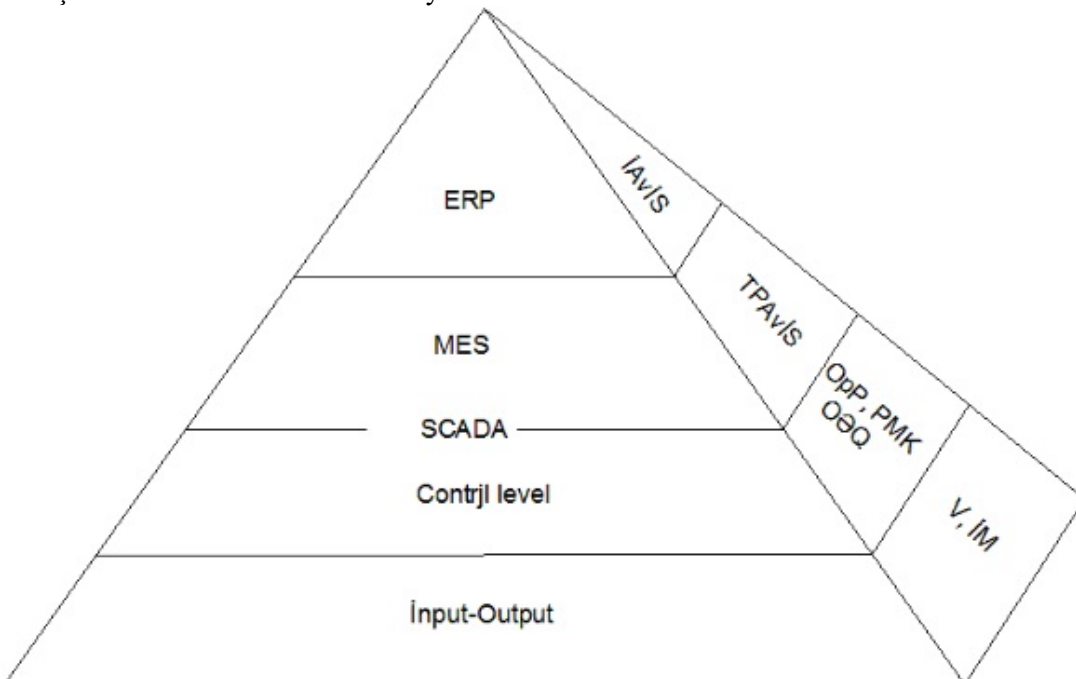 ERP
İAvİS
MES
TPAvİS
SCADA
OpP, PMK
OƏQ
Contrjl level
V, İM
İnput-Output